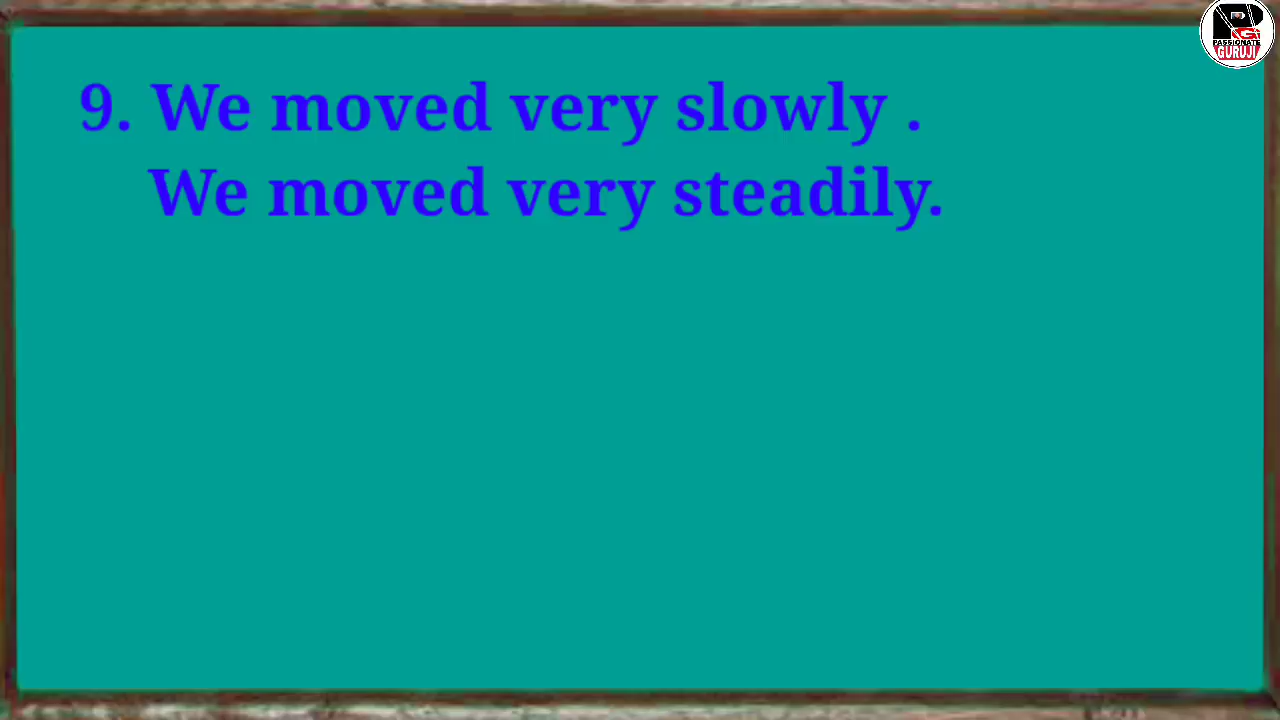 PASSIONATE
GURUJI
9. We moved very slowly .
We moved very steadily.